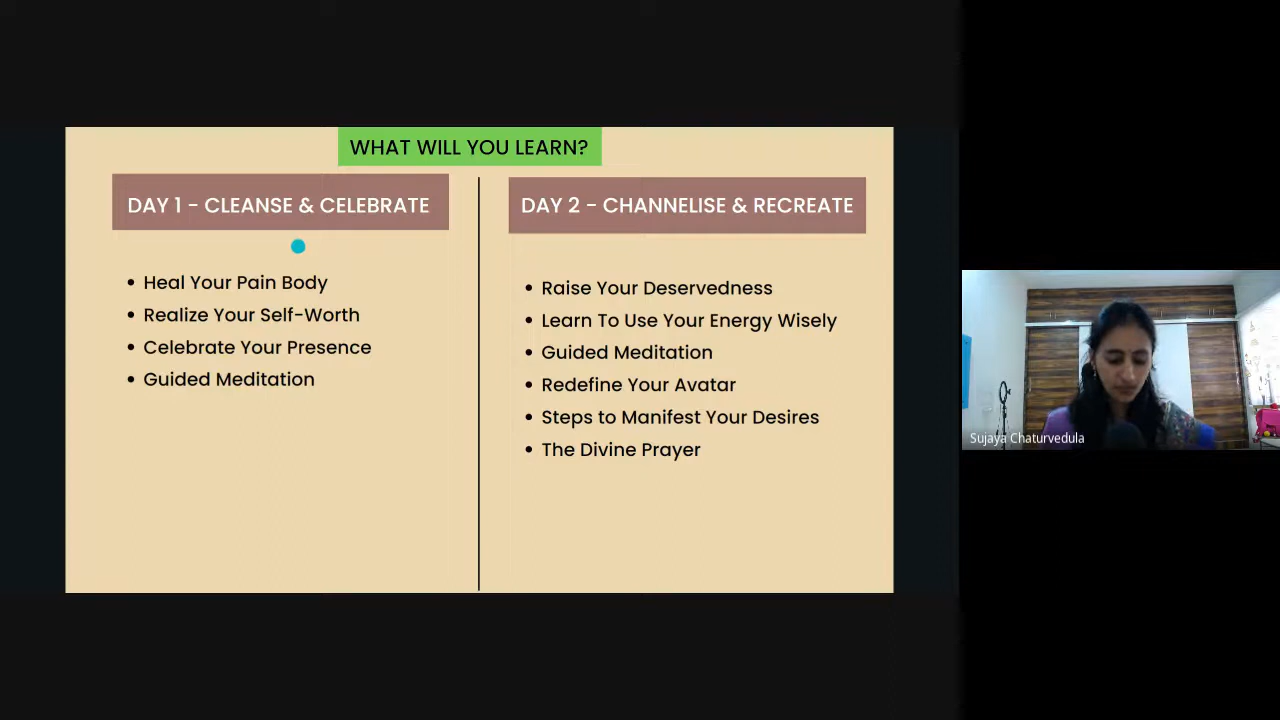 WHAT WILL YOU LEARN?
DAY 1 - CLEANSE & CELEBRATE
• Heal Your Pain Body
• Realize Your Self-Worth
• Celebrate Your Presence
• Guided Meditation
DAY 2 - CHANNELISE & RECREATE
• Raise Your Deservedness
• Learn To Use Your Energy Wisely
• Guided Meditation
• Redefine Your Avatar
• Steps to Manifest Your Desires
• The Divine Prayer
Sujaya Chaturvedula